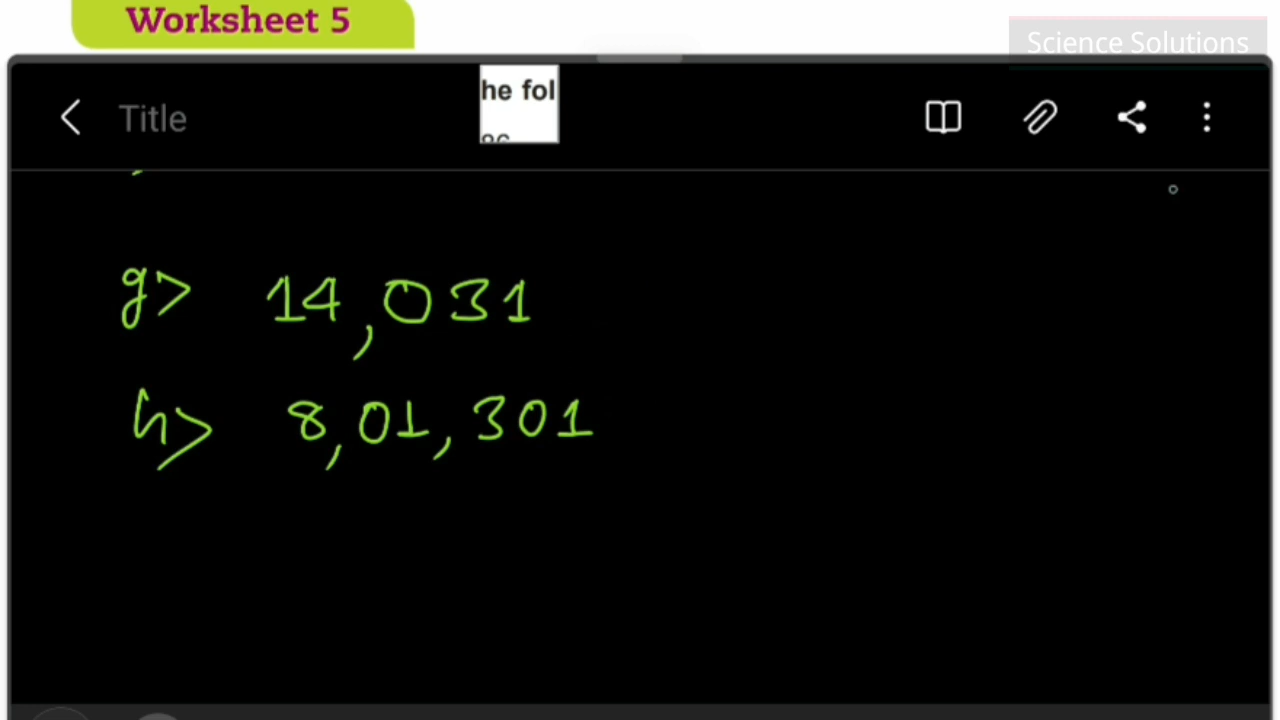 Worksheet 5
Science Solutions
Title
he fol
g> 14,031
h> 8,01,301